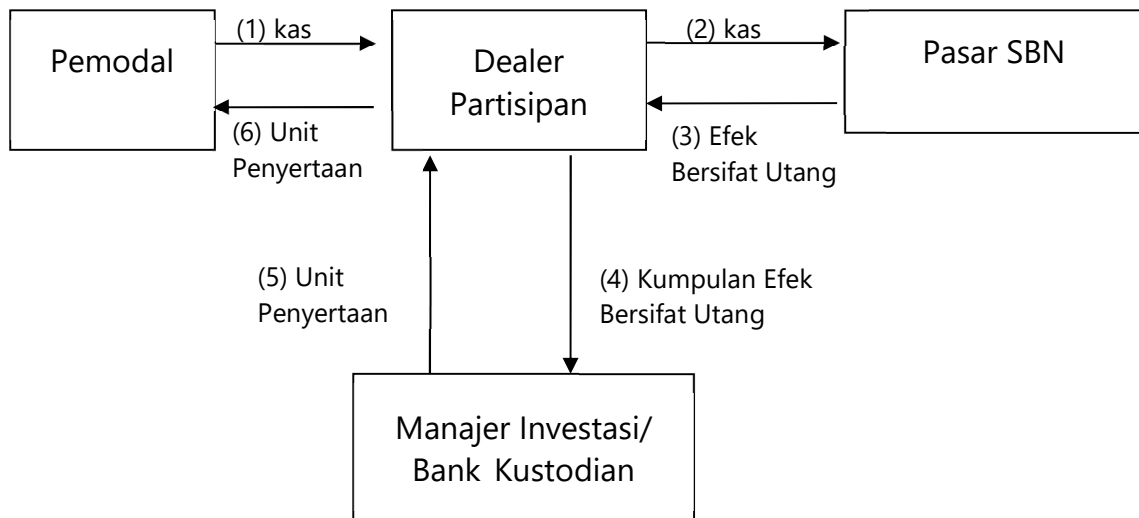 Pemodal
(1) kas
Dealer
Partisipan
(2) kas
Pasar SBN
(6) Unit
Penyertaan
(3) Efek
Bersifat Utang
(5) Unit
Penyertaan
(4) Kumpulan Efek
Bersifat Utang
Manajer Investasi/
Bank Kustodian